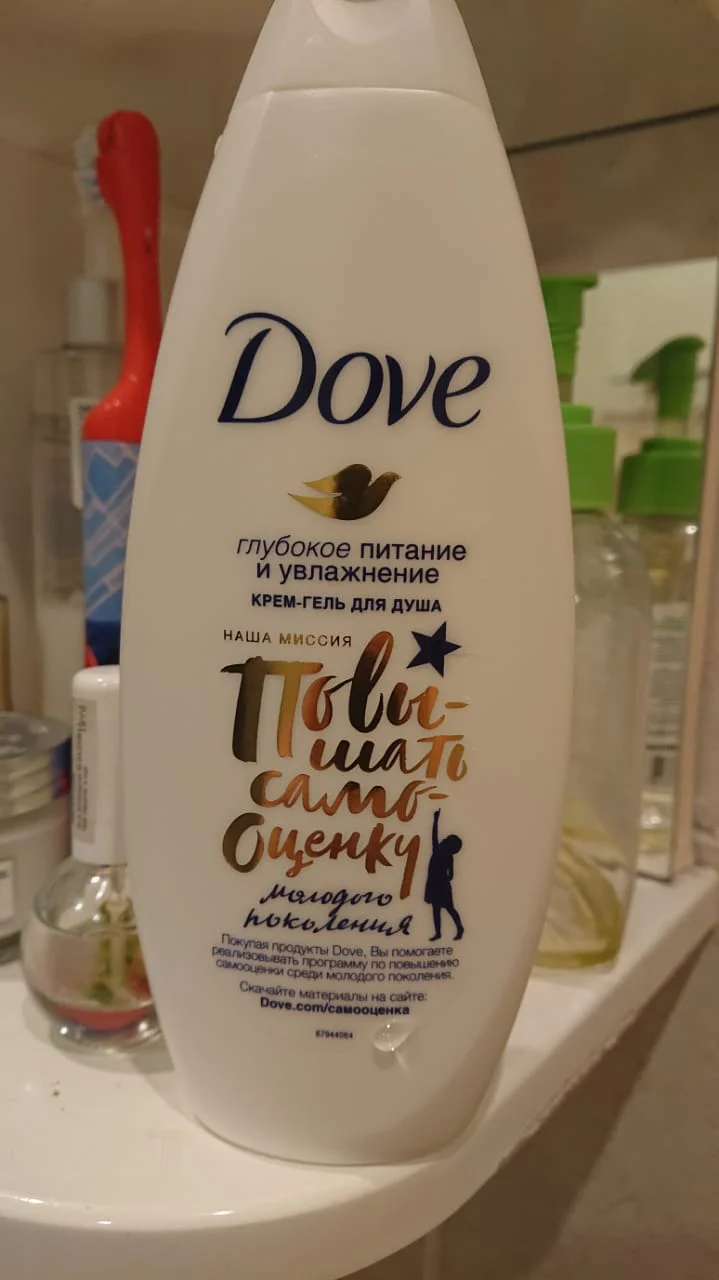 Dove
глубокое питание
и увлажнение
КРЕМ-ГЕЛЬ ДЛЯ ДУША
НАША МИССИЯ
Повы-
шать
само-
оценку
молодого
поколения
Покупая продукты Dove, Вы помогаете
реализовывать программу по повышению
самооценки среди молодого поколения.
Скачайте материалы на сайте:
Dove.com/самооценка
67944064